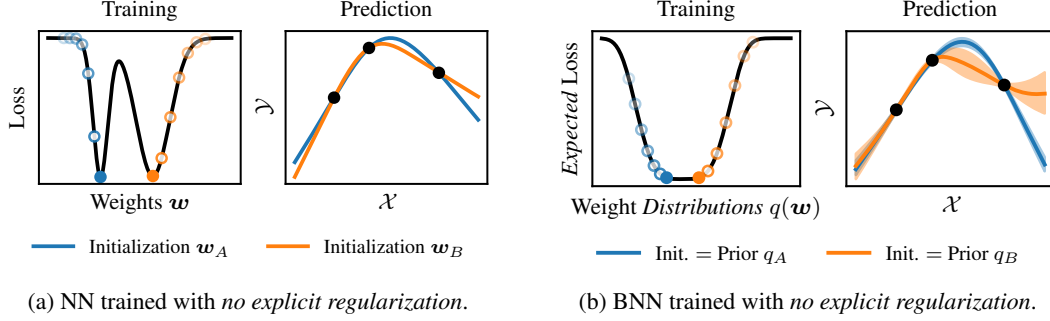 Training
Prediction
Loss
𝒴
Weights w
𝒳
Initialization w_A
Initialization w_B
(a) NN trained with no explicit regularization.
Training
Prediction
Expected Loss
𝒴
Weight Distributions q(w)
𝒳
Init. = Prior q_A
Init. = Prior q_B
(b) BNN trained with no explicit regularization.